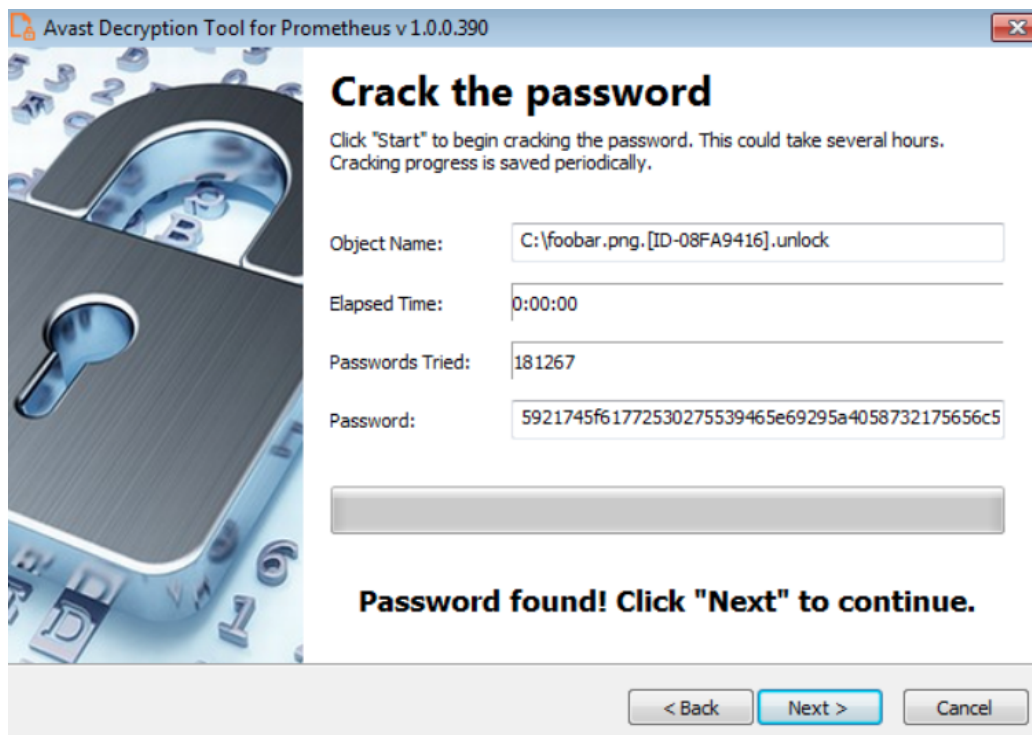 Avast Decryption Tool for Prometheus v 1.0.0.390
Crack the password
Click "Start" to begin cracking the password. This could take several hours.
Cracking progress is saved periodically.
Object Name: C:\foobar.png.[ID-08FA9416].unlock
Elapsed Time: 0:00:00
Passwords Tried: 181267
Password: 5921745f61772530275539465e69295a4058732175656c5
Password found! Click "Next" to continue.
< Back Next > Cancel